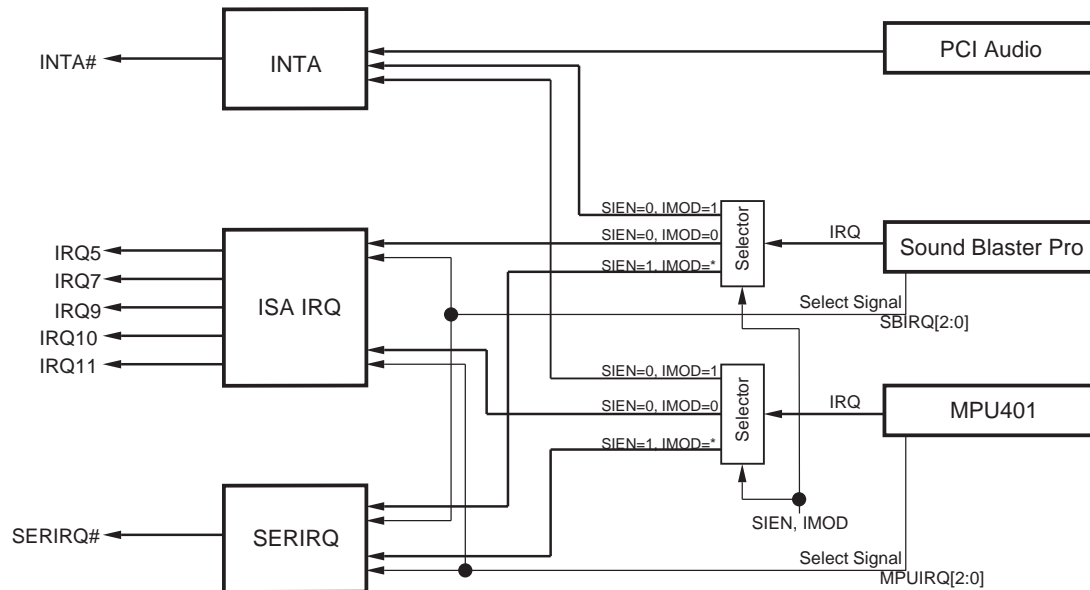 INTA#
INTA
PCI Audio
SIEN=0, IMOD=1
SIEN=0, IMOD=0
SIEN=1, IMOD=*
Selector
IRQ
Sound Blaster Pro
Select Signal
SBIRQ[2:0]
IRQ5
IRQ7
IRQ9
IRQ10
IRQ11
ISA IRQ
SIEN=0, IMOD=1
SIEN=0, IMOD=0
SIEN=1, IMOD=*
Selector
IRQ
MPU401
SIEN, IMOD
SERIRQ#
SERIRQ
Select Signal
MPUIRQ[2:0]